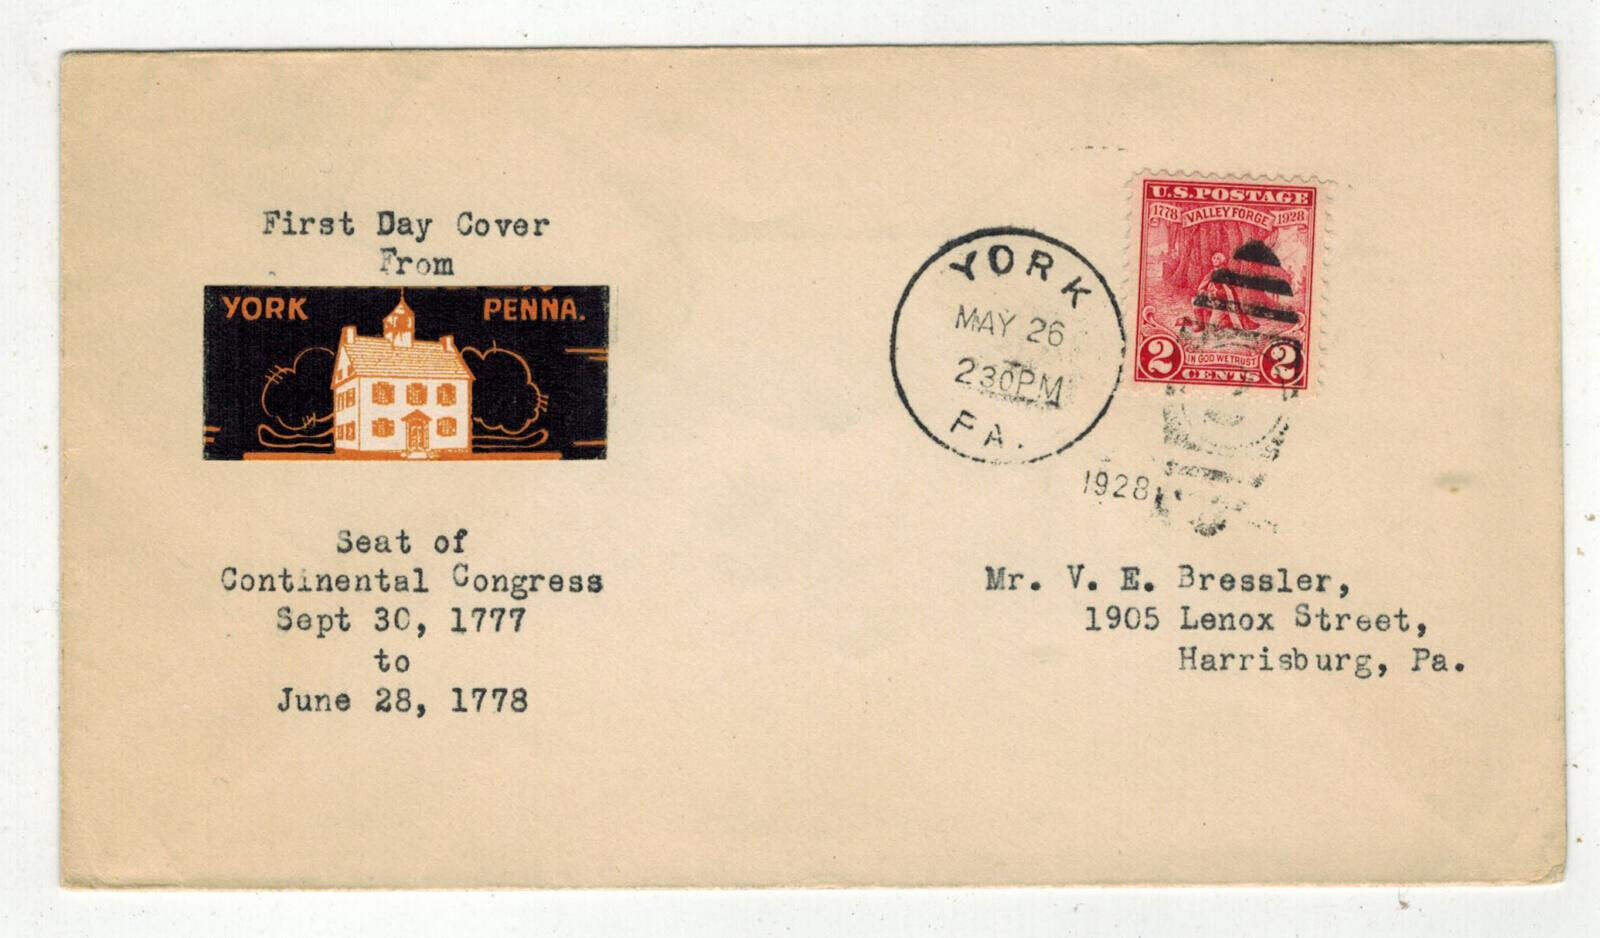 First Day Cover
From
YORK PENNA.
Seat of
Continental Congress
Sept 30, 1777
to
June 28, 1778
YORK
MAY 26
230PM
PA.
1928
U.S. POSTAGE
1778 VALLEY FORGE 1928
IN GOD WE TRUST
2 CENTS 2
Mr. V. E. Bressler,
1905 Lenox Street,
Harrisburg, Pa.